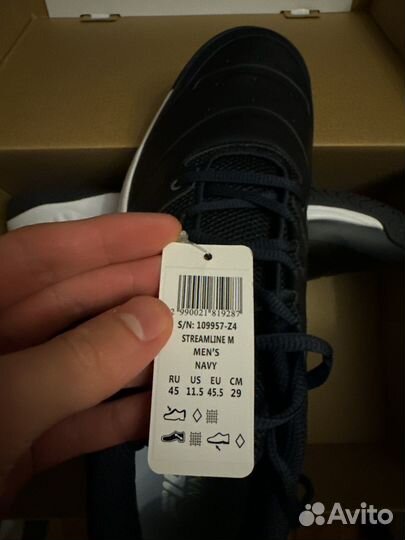 2 990021 819287
S/N: 109957-Z4
STREAMLINE M
MEN'S
NAVY
RU US EU CM
45 11.5 45.5 29
Avito